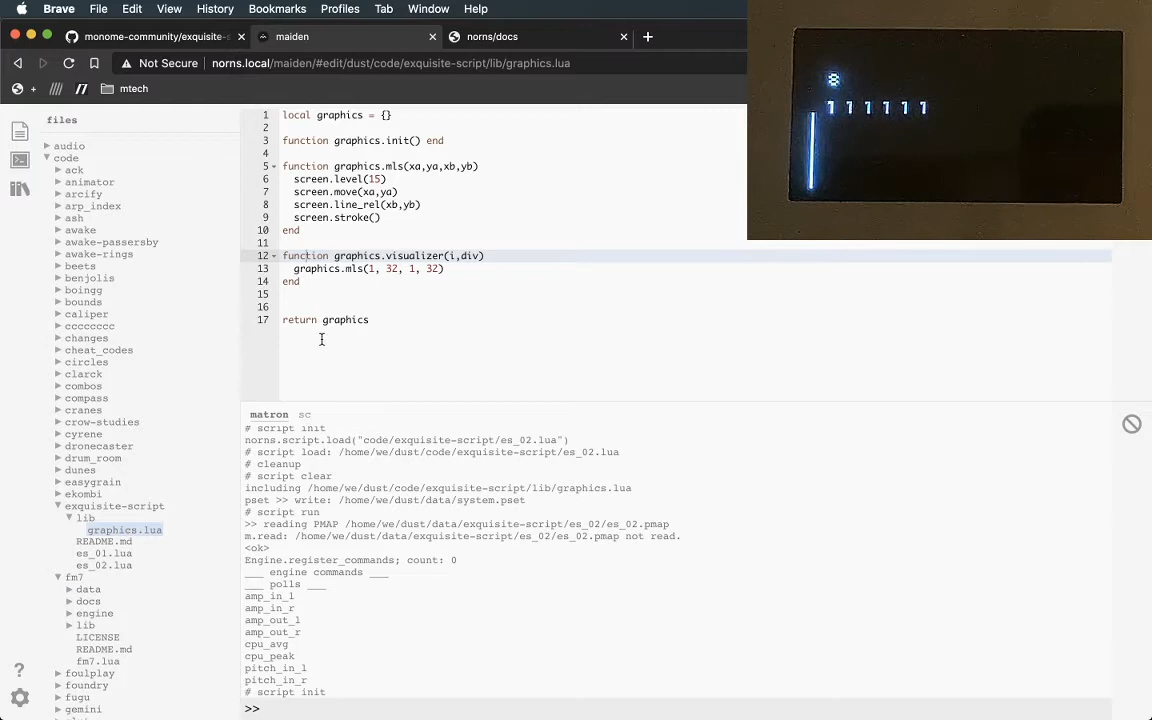 Brave File Edit View History Bookmarks Profiles Tab Window Help
monome-community/exquisite-s
maiden
norns/docs
Not Secure norns.local/maiden/#edit/dust/code/exquisite-script/lib/graphics.lua
mtech
files
audio
code
ack
animator
arcify
arp_index
ash
awake
awake-passersby
awake-rings
beets
benjolis
boingg
bounds
caliper
cccccccc
changes
cheat_codes
circles
clarck
combos
compass
cranes
crow-studies
cyrene
dronecaster
drum_room
dunes
easygrain
ekombi
exquisite-script
lib
graphics.lua
README.md
es_01.lua
es_02.lua
fm7
data
docs
engine
lib
LICENSE
README.md
fm7.lua
foulplay
foundry
fugu
gemini
1 local graphics = {}
2
3 function graphics.init() end
4
5 function graphics.mls(xa,ya,xb,yb)
6 screen.level(15)
7 screen.move(xa,ya)
8 screen.line_rel(xb,yb)
9 screen.stroke()
10 end
11
12 function graphics.visualizer(i,div)
13 graphics.mls(1, 32, 1, 32)
14 end
15
16
17 return graphics
matron sc
# script init
norns.script.load("code/exquisite-script/es_02.lua")
# script load: /home/we/dust/code/exquisite-script/es_02.lua
# cleanup
# script clear
including /home/we/dust/code/exquisite-script/lib/graphics.lua
pset >> write: /home/we/dust/data/system.pset
# script run
>> reading PMAP /home/we/dust/data/exquisite-script/es_02/es_02.pmap
m.read: /home/we/dust/data/exquisite-script/es_02/es_02.pmap not read.
<ok>
Engine.register_commands; count: 0
___ engine commands ___
___ polls ___
amp_in_l
amp_in_r
amp_out_l
amp_out_r
cpu_avg
cpu_peak
pitch_in_l
pitch_in_r
# script init
>>
8
1 1 1 1 1 1